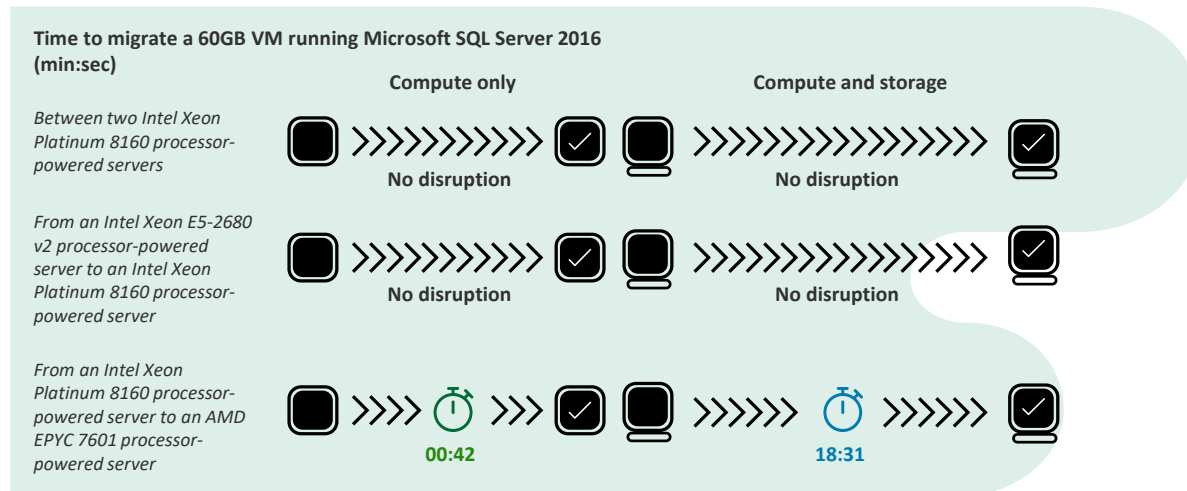 Time to migrate a 60GB VM running Microsoft SQL Server 2016
(min:sec)
Compute only
Compute and storage
Between two Intel Xeon
Platinum 8160 processor-
powered servers
No disruption
No disruption
From an Intel Xeon E5-2680
v2 processor-powered
server to an Intel Xeon
Platinum 8160 processor-
powered server
No disruption
No disruption
From an Intel Xeon
Platinum 8160 processor-
powered server to an AMD
EPYC 7601 processor-
powered server
00:42
18:31